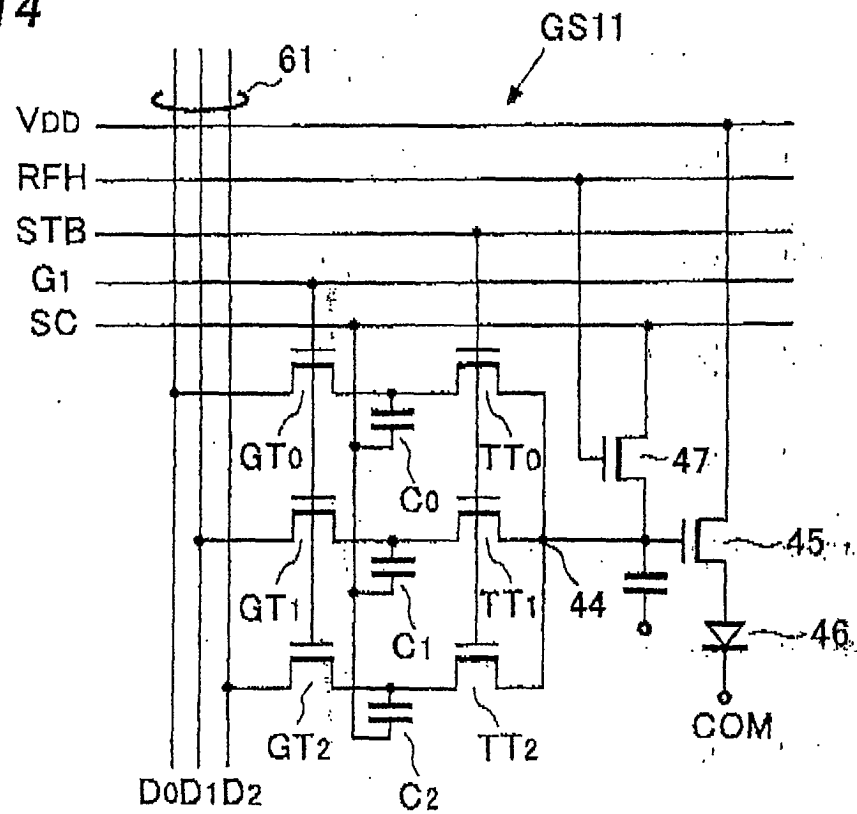 14
GS11
61
VDD
RFH
STB
G1
SC
GT0
C0
TT0
47
GT1
C1
TT1
44
45
46
GT2
C2
TT2
COM
D0D1D2